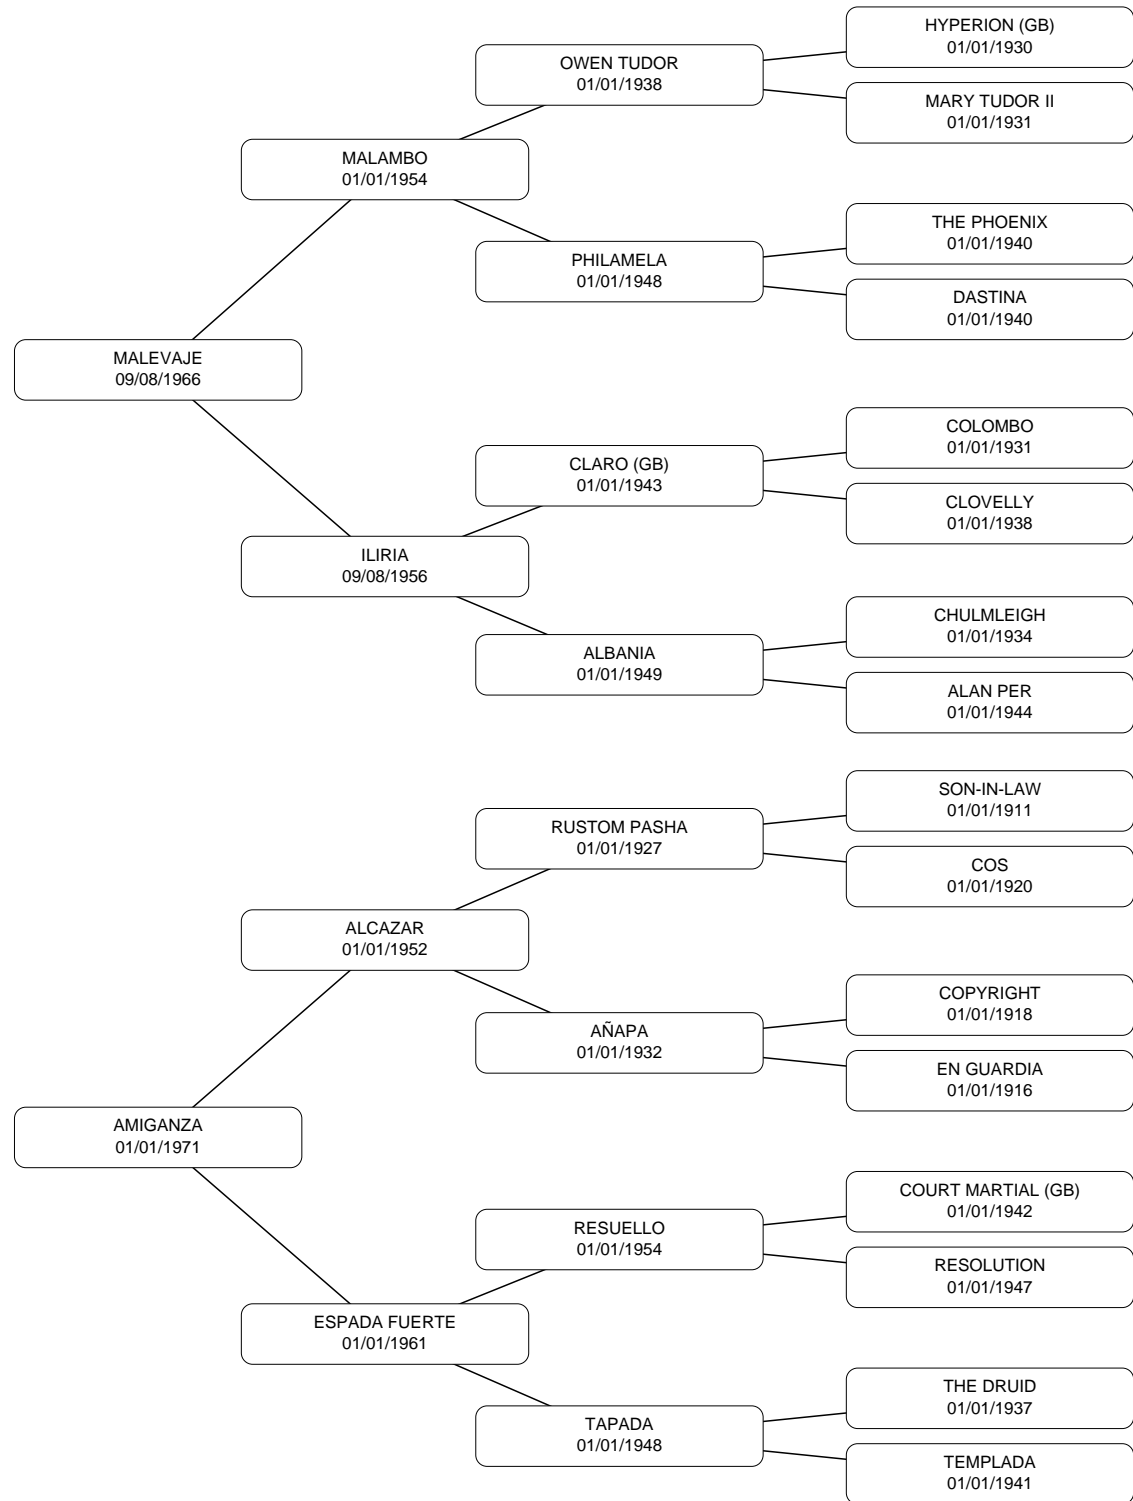 HYPERION (GB)
01/01/1930
OWEN TUDOR
01/01/1938
MARY TUDOR II
01/01/1931
MALAMBO
01/01/1954
THE PHOENIX
01/01/1940
PHILAMELA
01/01/1948
DASTINA
01/01/1940
MALEVAJE
09/08/1966
COLOMBO
01/01/1931
CLARO (GB)
01/01/1943
CLOVELLY
01/01/1938
ILIRIA
09/08/1956
CHULMLEIGH
01/01/1934
ALBANIA
01/01/1949
ALAN PER
01/01/1944
SON-IN-LAW
01/01/1911
RUSTOM PASHA
01/01/1927
COS
01/01/1920
ALCAZAR
01/01/1952
COPYRIGHT
01/01/1918
AÑAPA
01/01/1932
EN GUARDIA
01/01/1916
AMIGANZA
01/01/1971
COURT MARTIAL (GB)
01/01/1942
RESUELLO
01/01/1954
RESOLUTION
01/01/1947
ESPADA FUERTE
01/01/1961
THE DRUID
01/01/1937
TAPADA
01/01/1948
TEMPLADA
01/01/1941